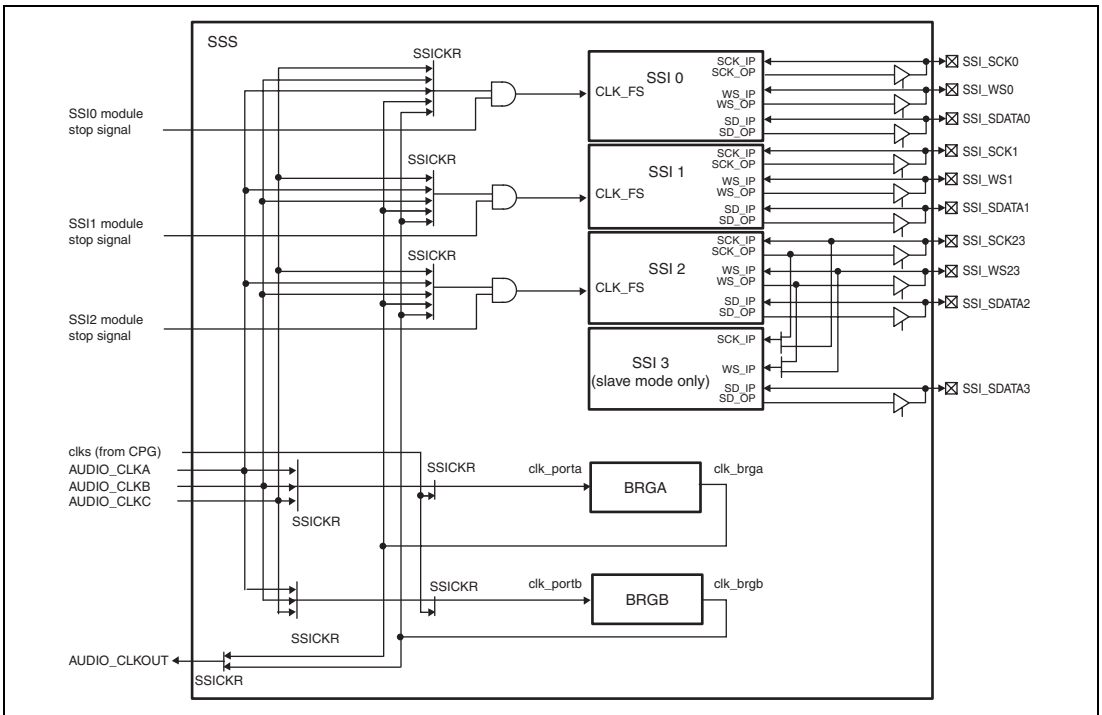 SSS
SSICKR
SSI0 module
stop signal
SSI 0
CLK_FS
SCK_IP
SCK_OP
WS_IP
WS_OP
SD_IP
SD_OP
SSI_SCK0
SSI_WS0
SSI_SDATA0
SSICKR
SSI1 module
stop signal
SSI 1
CLK_FS
SCK_IP
SCK_OP
WS_IP
WS_OP
SD_IP
SD_OP
SSI_SCK1
SSI_WS1
SSI_SDATA1
SSICKR
SSI2 module
stop signal
SSI 2
CLK_FS
SCK_IP
SCK_OP
WS_IP
WS_OP
SD_IP
SD_OP
SSI_SCK23
SSI_WS23
SSI_SDATA2
SSI 3
(slave mode only)
SCK_IP
WS_IP
SD_IP
SD_OP
SSI_SDATA3
clks (from CPG)
AUDIO_CLKA
AUDIO_CLKB
AUDIO_CLKC
SSICKR
SSICKR
clk_porta
BRGA
clk_brga
SSICKR
SSICKR
clk_portb
BRGB
clk_brgb
AUDIO_CLKOUT
SSICKR